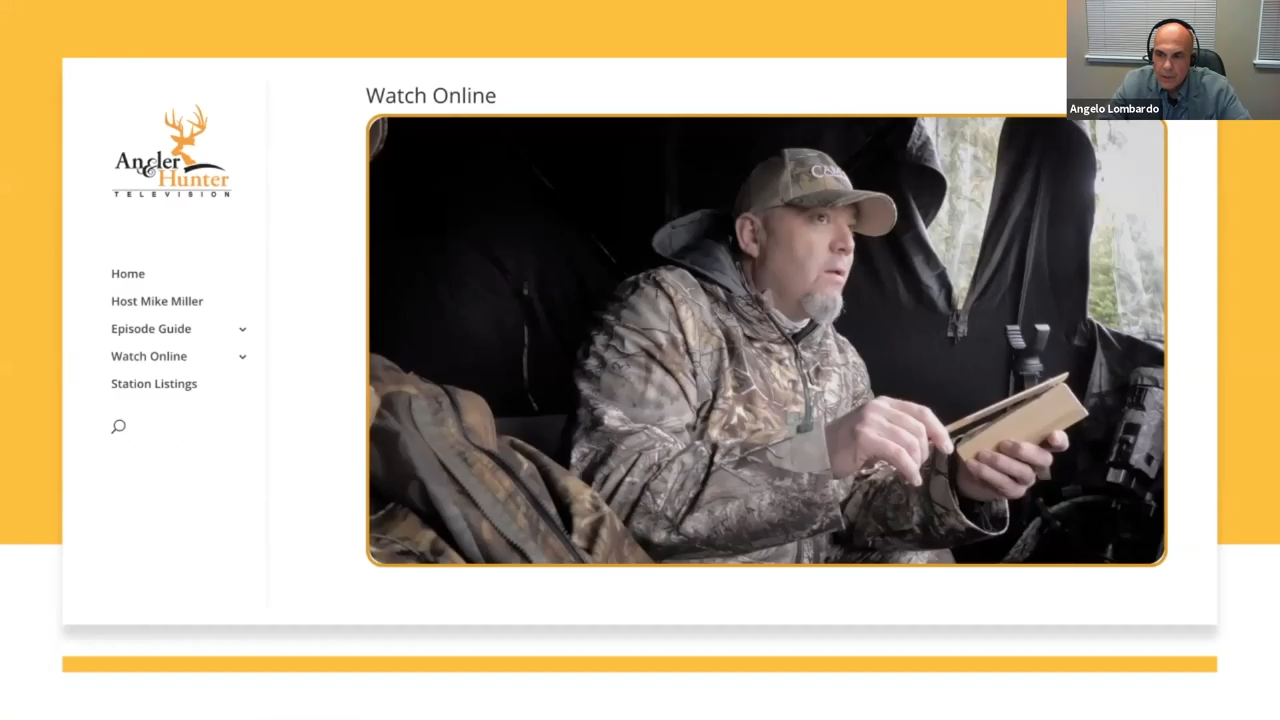 Watch Online
Angelo Lombardo
Angler
& Hunter
TELEVISION
Home
Host Mike Miller
Episode Guide
Watch Online
Station Listings